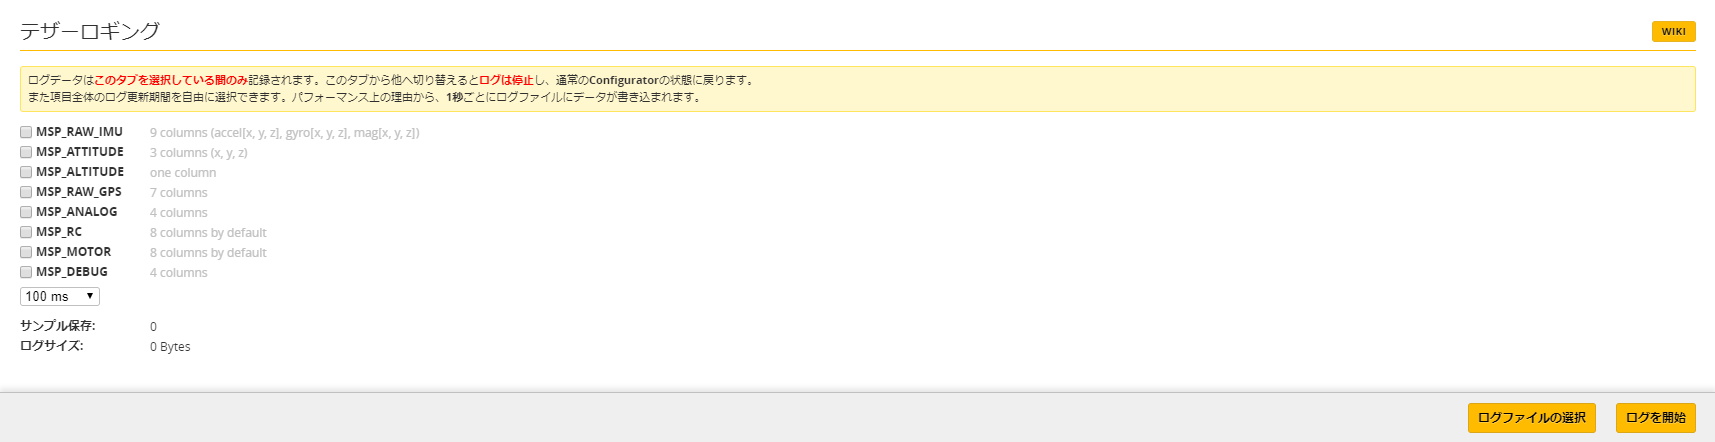 テザーロギング
WIKI
ログデータはこのタブを選択している間のみ記録されます。このタブから他へ切り替えるとログは停止し、通常のConfiguratorの状態に戻ります。
また項目全体のログ更新期間を自由に選択できます。パフォーマンス上の理由から、1秒ごとにログファイルにデータが書き込まれます。
MSP_RAW_IMU 9 columns (accel[x, y, z], gyro[x, y, z], mag[x, y, z])
MSP_ATTITUDE 3 columns (x, y, z)
MSP_ALTITUDE one column
MSP_RAW_GPS 7 columns
MSP_ANALOG 4 columns
MSP_RC 8 columns by default
MSP_MOTOR 8 columns by default
MSP_DEBUG 4 columns
100 ms
サンプル保存: 0
ログサイズ: 0 Bytes
ログファイルの選択 ログを開始